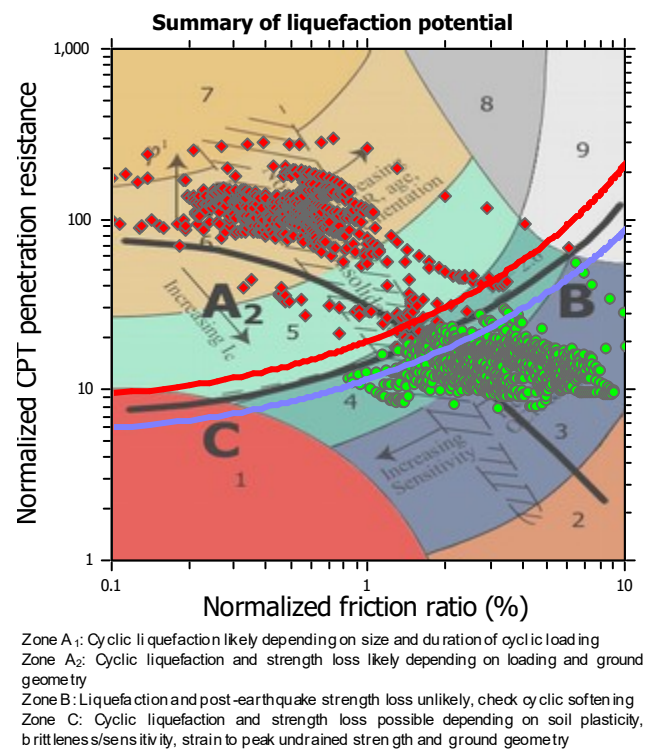 Summary of liquefaction potential
Normalized CPT penetration resistance
1,000
100
10
1
7
8
9
6
A2
5
B
4
C
3
1
2
Increasing Ic
Increasing
Sensitivity
0.1
1
10
Normalized friction ratio (%)
Zone A1: Cyclic liquefaction likely depending on size and duration of cyclic loading
Zone A2: Cyclic liquefaction and strength loss likely depending on loading and ground
geometry
Zone B: Liquefaction and post-earthquake strength loss unlikely, check cyclic softening
Zone C: Cyclic liquefaction and strength loss possible depending on soil plasticity,
brittleness/sensitivity, strain to peak undrained strength and ground geometry